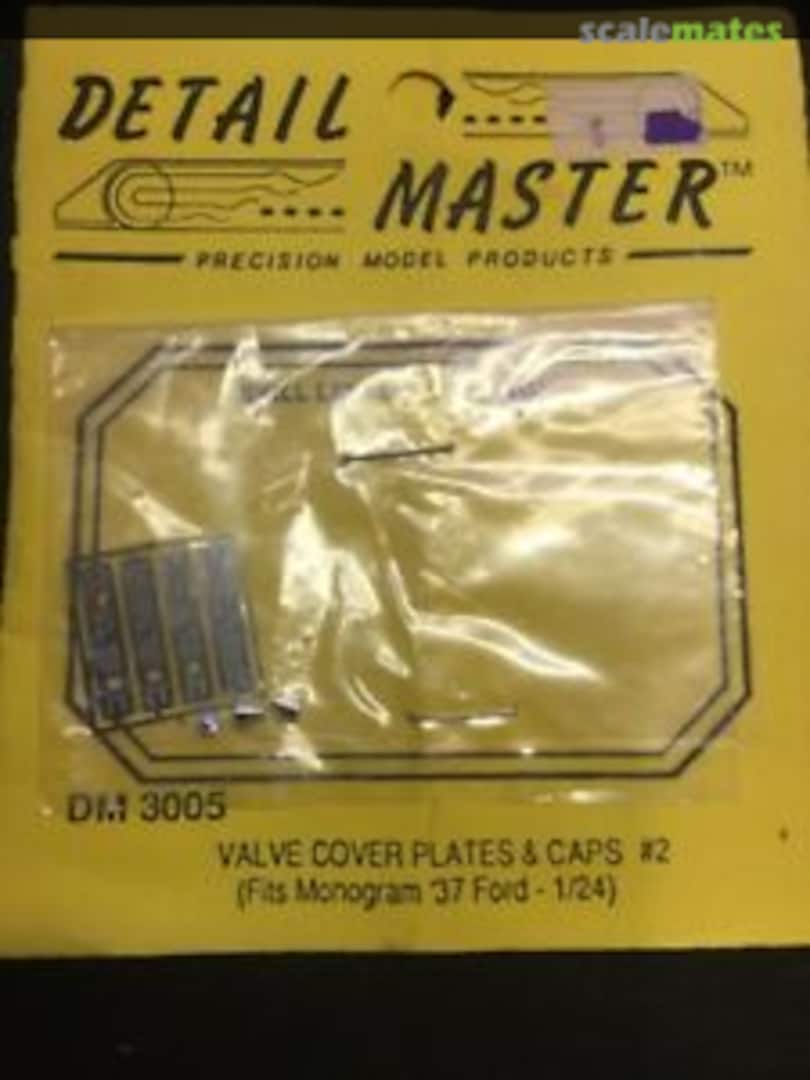 scalemates
DETAIL
MASTER™
PRECISION MODEL PRODUCTS
DM 3005
VALVE COVER PLATES & CAPS #2
(Fits Monogram '37 Ford - 1/24)